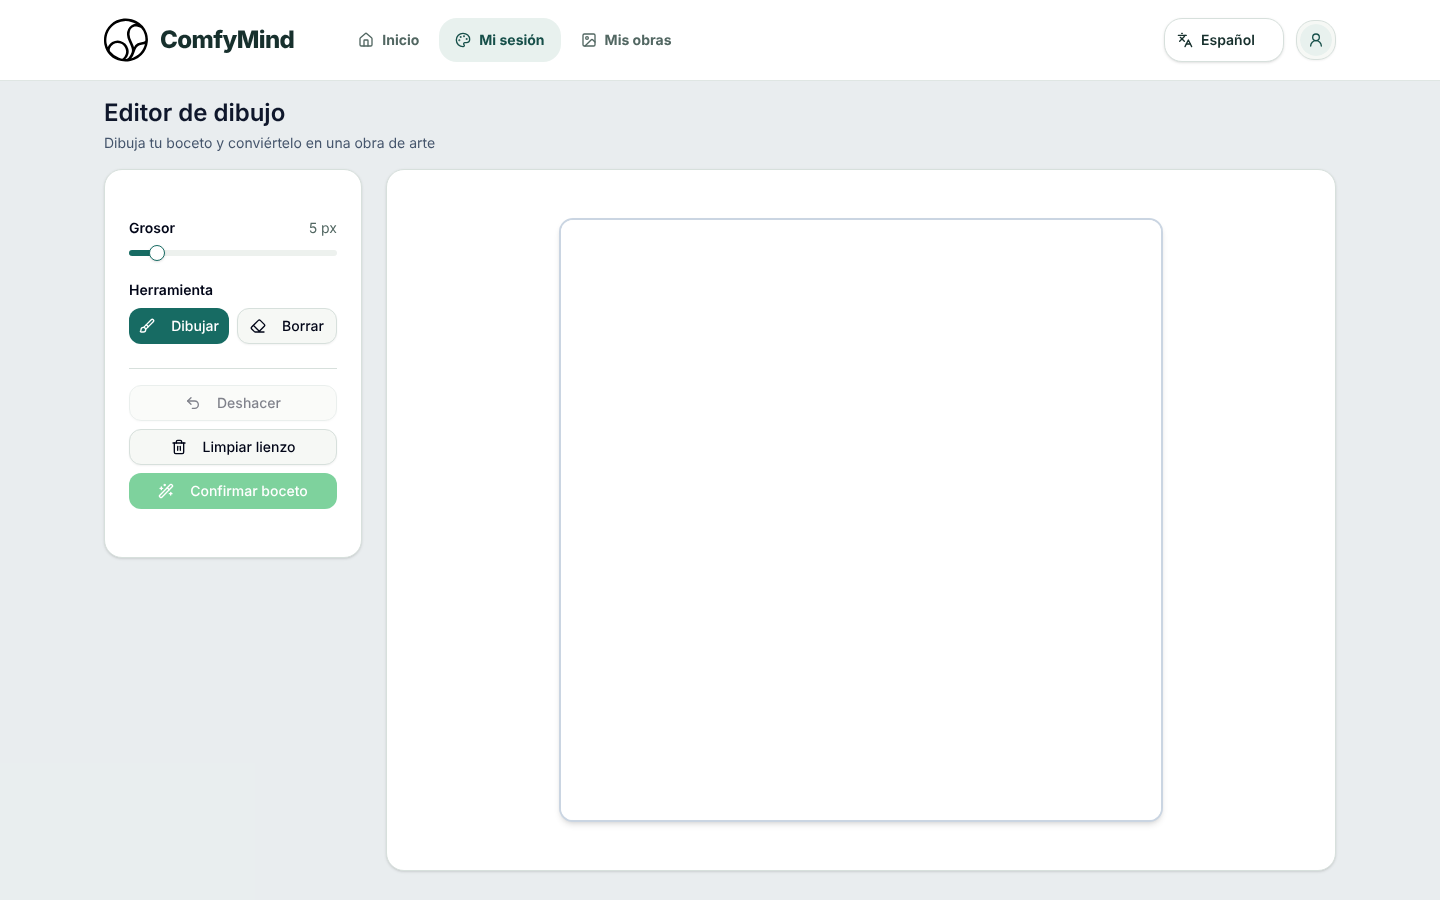 ComfyMind
Inicio
Mi sesión
Mis obras
Español
Editor de dibujo
Dibuja tu boceto y conviértelo en una obra de arte
Grosor 5 px
Herramienta
Dibujar Borrar
Deshacer
Limpiar lienzo
Confirmar boceto